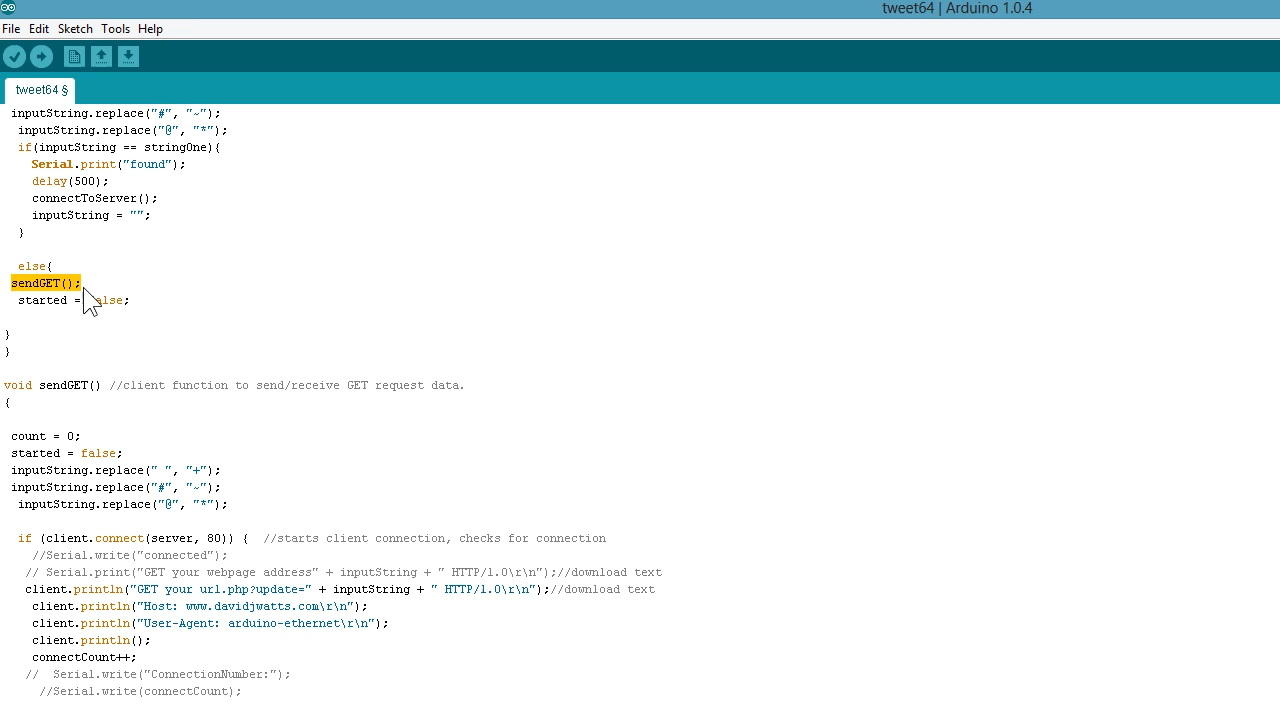 tweet64 | Arduino 1.0.4
File Edit Sketch Tools Help
tweet64 §
inputString.replace("#", "~");
inputString.replace("@", "*");
if(inputString == stringOne){
Serial.print("found");
delay(500);
connectToServer();
inputString = "";
}
else{
sendGET();
started = alse;
}
}
void sendGET() //client function to send/receive GET request data.
{
count = 0;
started = false;
inputString.replace(" ", "+");
inputString.replace("#", "~");
inputString.replace("@", "*");
if (client.connect(server, 80)) { //starts client connection, checks for connection
//Serial.write("connected");
// Serial.print("GET your webpage address" + inputString + " HTTP/1.0\r\n");//download text
client.println("GET your url.php?update=" + inputString + " HTTP/1.0\r\n");//download text
client.println("Host: www.davidjwatts.com\r\n");
client.println("User-Agent: arduino-ethernet\r\n");
client.println();
connectCount++;
// Serial.write("ConnectionNumber:");
//Serial.write(connectCount);